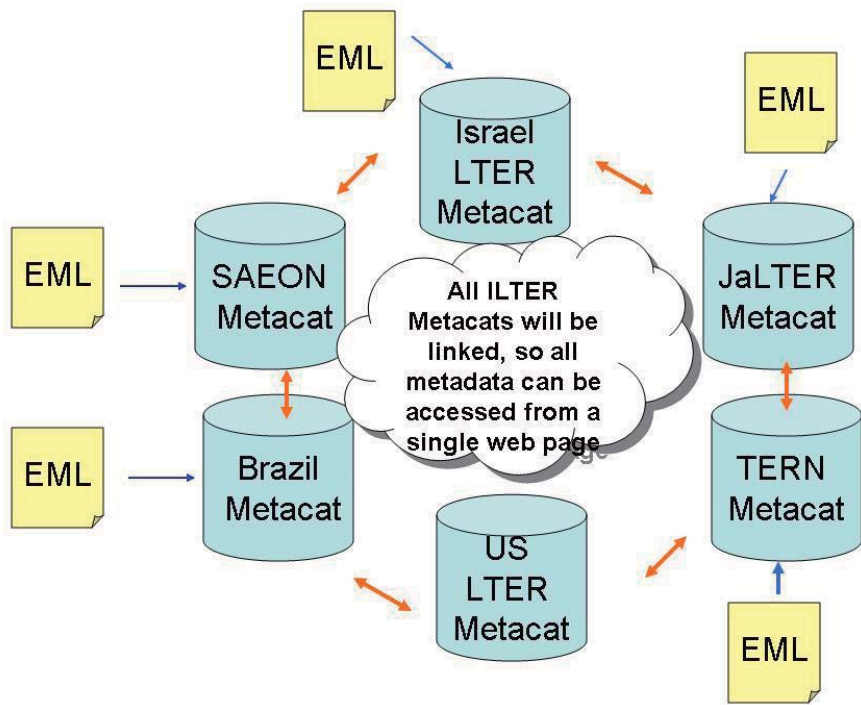 EML
Israel
LTER
Metacat
EML
EML
SAEON
Metacat
All ILTER
Metacats will be
linked, so all
metadata can be
accessed from a
single web page
JaLTER
Metacat
EML
Brazil
Metacat
US
LTER
Metacat
TERN
Metacat
EML